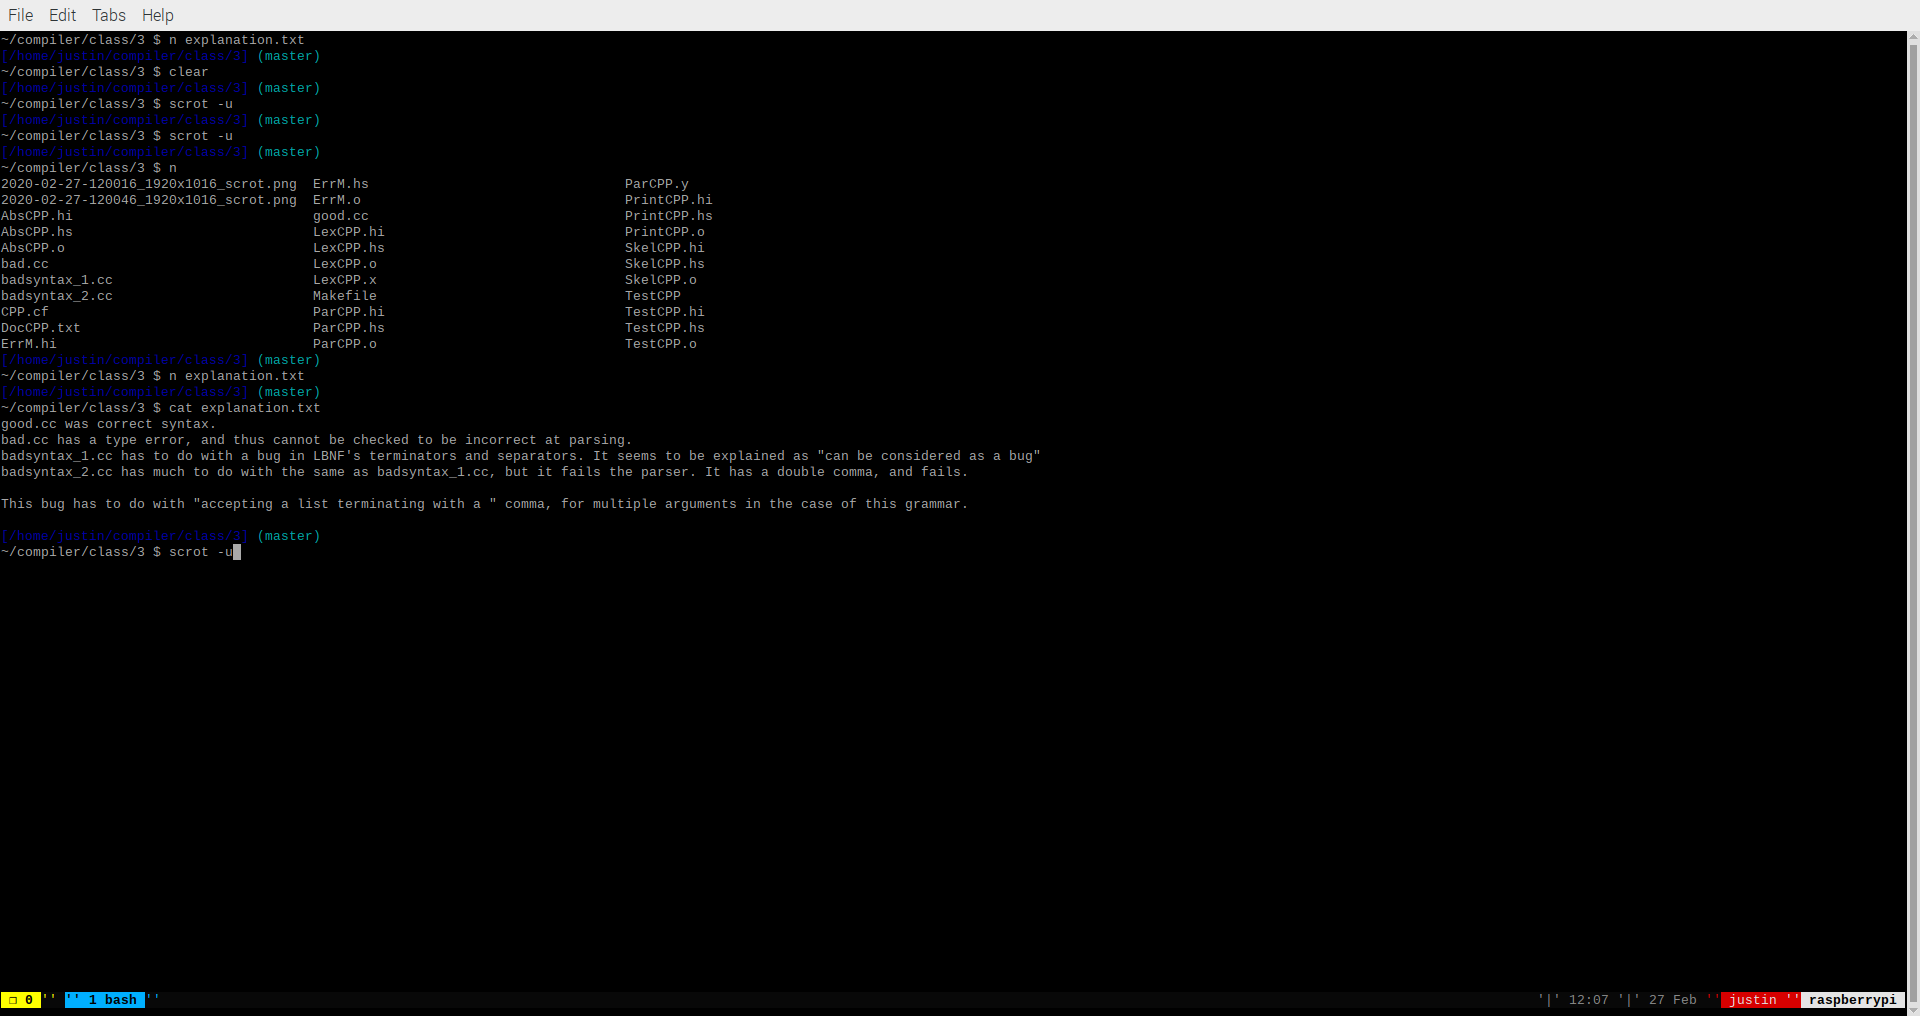 File Edit Tabs Help
~/compiler/class/3 $ n explanation.txt
[/home/justin/compiler/class/3] (master)
~/compiler/class/3 $ clear
[/home/justin/compiler/class/3] (master)
~/compiler/class/3 $ scrot -u
[/home/justin/compiler/class/3] (master)
~/compiler/class/3 $ scrot -u
[/home/justin/compiler/class/3] (master)
~/compiler/class/3 $ n
2020-02-27-120016_1920x1016_scrot.png  ErrM.hs                                ParCPP.y
2020-02-27-120046_1920x1016_scrot.png  ErrM.o                                 PrintCPP.hi
AbsCPP.hi                              good.cc                                PrintCPP.hs
AbsCPP.hs                              LexCPP.hi                              PrintCPP.o
AbsCPP.o                               LexCPP.hs                              SkelCPP.hi
bad.cc                                 LexCPP.o                               SkelCPP.hs
badsyntax_1.cc                         LexCPP.x                               SkelCPP.o
badsyntax_2.cc                         Makefile                               TestCPP
CPP.cf                                 ParCPP.hi                              TestCPP.hi
DocCPP.txt                             ParCPP.hs                              TestCPP.hs
ErrM.hi                                ParCPP.o                               TestCPP.o
[/home/justin/compiler/class/3] (master)
~/compiler/class/3 $ n explanation.txt
[/home/justin/compiler/class/3] (master)
~/compiler/class/3 $ cat explanation.txt
good.cc was correct syntax.
bad.cc has a type error, and thus cannot be checked to be incorrect at parsing.
badsyntax_1.cc has to do with a bug in LBNF's terminators and separators. It seems to be explained as "can be considered as a bug"
badsyntax_2.cc has much to do with the same as badsyntax_1.cc, but it fails the parser. It has a double comma, and fails.
This bug has to do with "accepting a list terminating with a " comma, for multiple arguments in the case of this grammar.
[/home/justin/compiler/class/3] (master)
~/compiler/class/3 $ scrot -u
❐ 0 '' '' 1 bash '' '|' 12:07 '|' 27 Feb '' justin '' raspberrypi